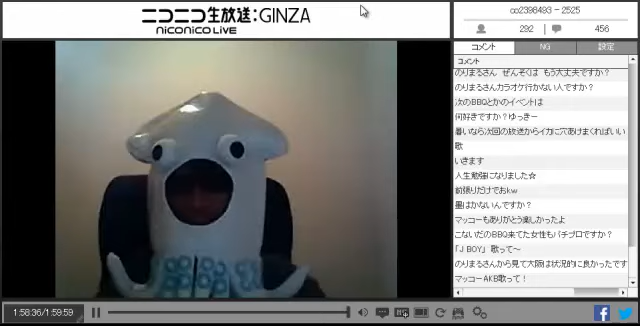 ニコニコ生放送:GINZA
niconico LIVE
co2398493 - 2525
292
456
コメント
NG
設定
コメント
のりまるさん ぜんそくは もう大丈夫ですか?
のりまるさんカラオケ行かない人ですか?
次のBBQとかのイベントは
何好きですか?ゆっきー
暑いなら次回の放送からイカに穴あけまくればいい
歌
いきます
人生勉強になりました☆
前張りだけでおkw
墨はかないんですか?
マッコーもありがとう楽しかったよ
こないだのBBQ来てた女性もパチプロですか?
「J BOY」歌って~
のりまるさんから見て大阪は状況的に良かったです
マッコーAKB歌って!
1:58:36/1:59:59